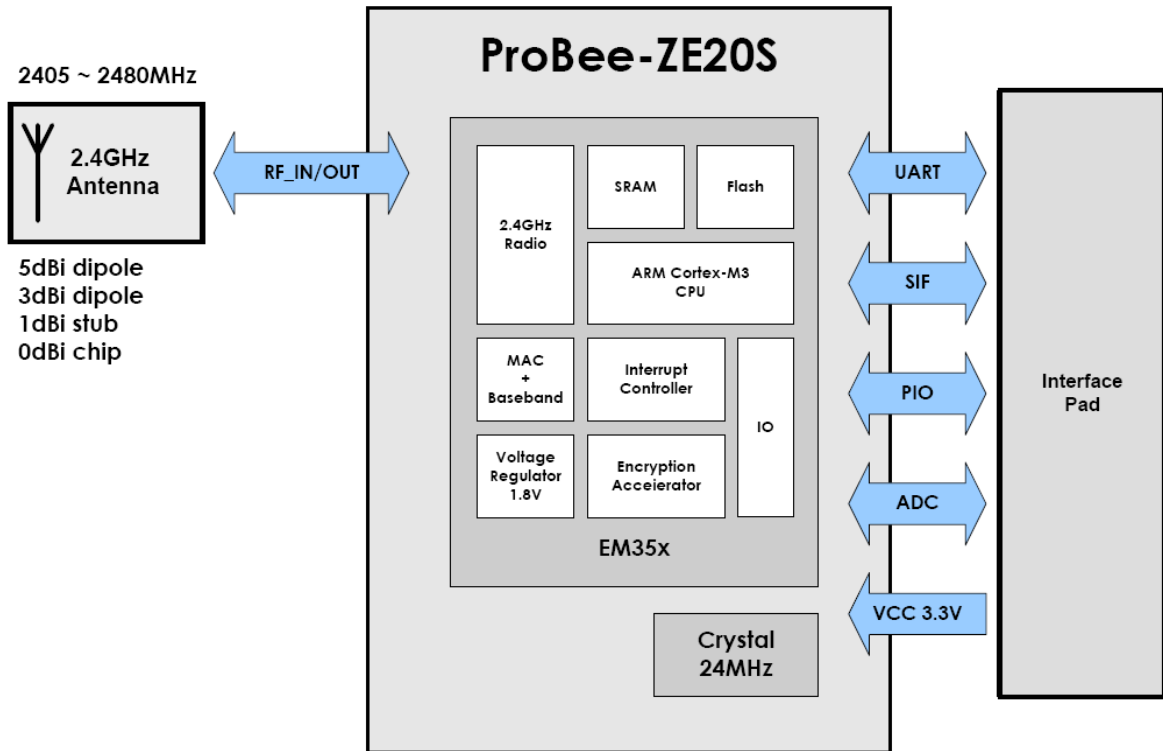 ProBee-ZE20S
2405 ~ 2480MHz
2.4GHz
Antenna
5dBi dipole
3dBi dipole
1dBi stub
0dBi chip
RF_IN/OUT
2.4GHz
Radio
SRAM
Flash
ARM Cortex-M3
CPU
MAC
+
Baseband
Interrupt
Controller
IO
Voltage
Regulator
1.8V
Encryption
Acceierator
EM35x
Crystal
24MHz
UART
SIF
PIO
ADC
VCC 3.3V
Interface
Pad